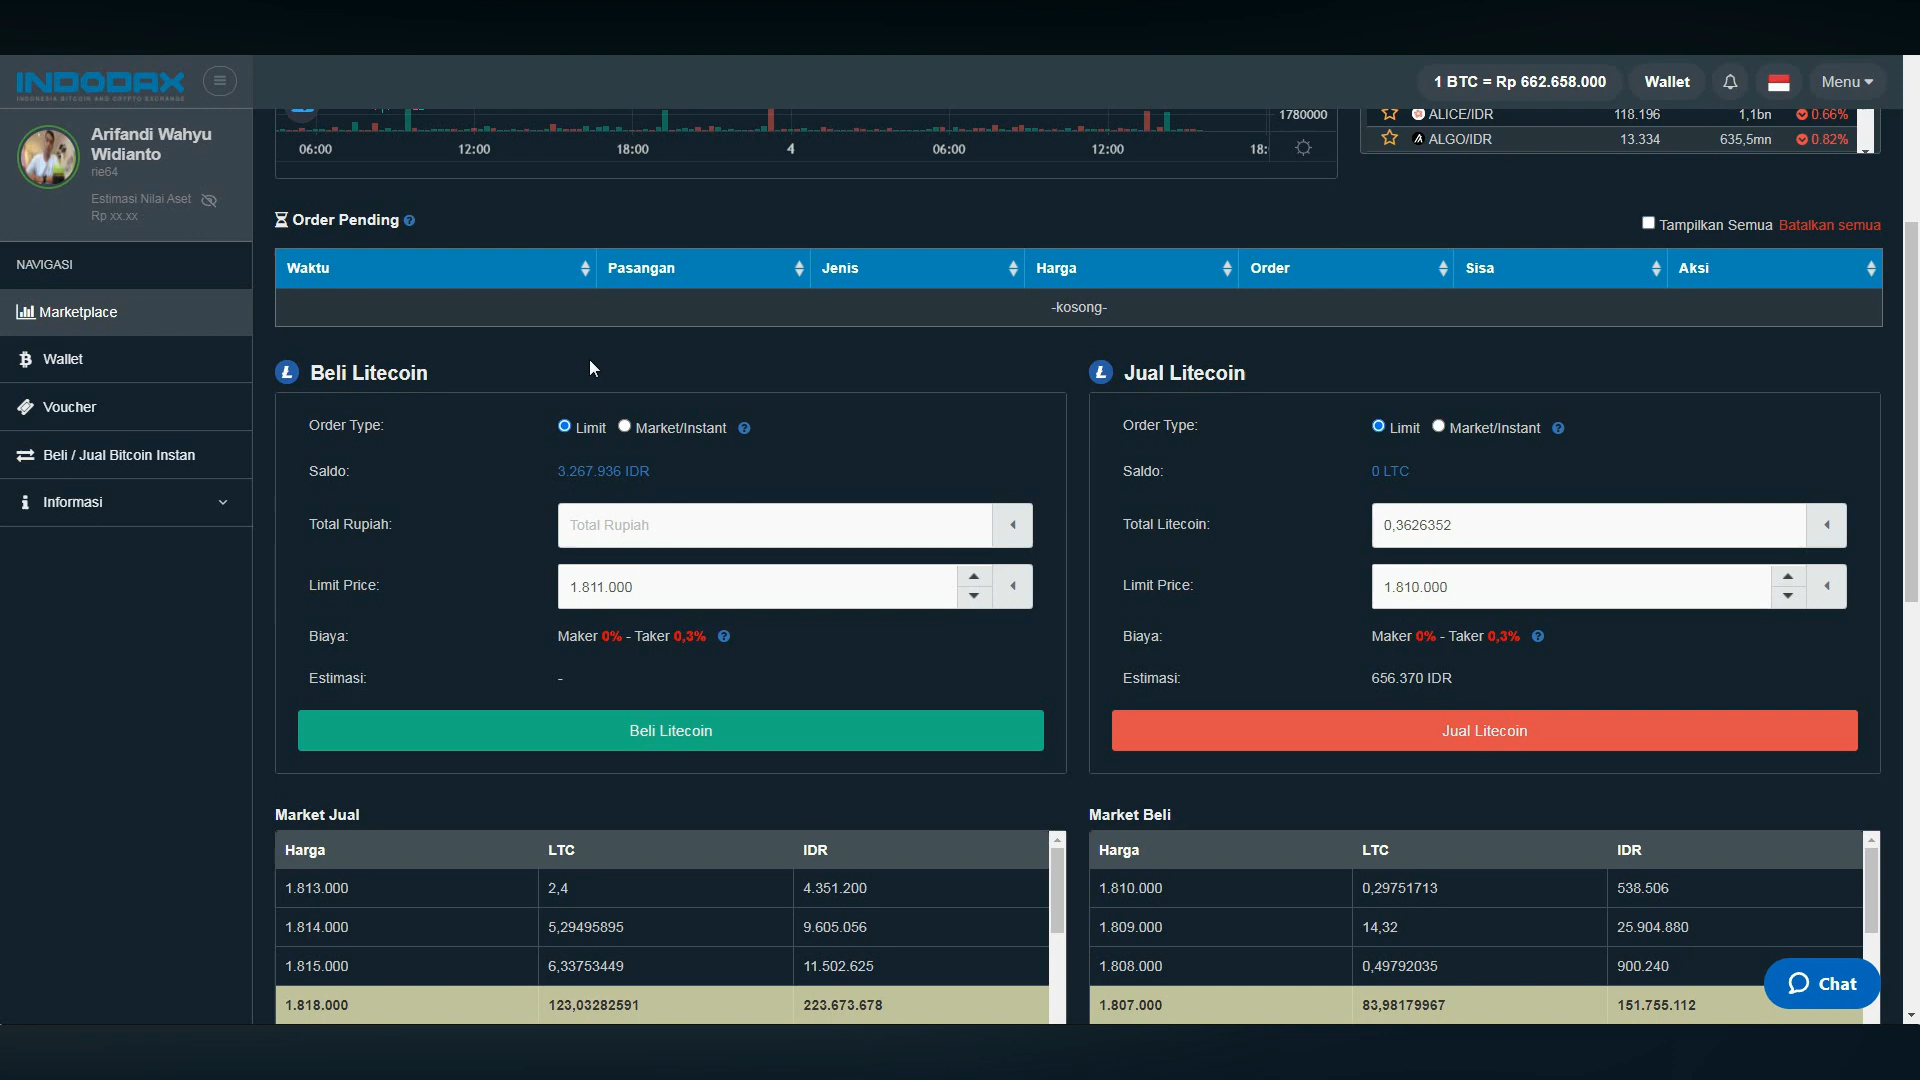 INDODAX
INDONESIA BITCOIN AND CRYPTO EXCHANGE
1 BTC = Rp 662.658.000
Wallet
Menu
Arifandi Wahyu
Widianto
rie64
Estimasi Nilai Aset
Rp xx.xx
NAVIGASI
Marketplace
Wallet
Voucher
Beli / Jual Bitcoin Instan
Informasi
1780000
06:00 12:00 18:00 4 06:00 12:00 18:
ALICE/IDR 118.196 1,1bn 0.66%
ALGO/IDR 13.334 635,5mn 0.82%
Order Pending
Tampilkan Semua Batalkan semua
Waktu Pasangan Jenis Harga Order Sisa Aksi
-kosong-
Beli Litecoin
Order Type: Limit Market/Instant
Saldo: 3.267.936 IDR
Total Rupiah: Total Rupiah
Limit Price: 1.811.000
Biaya: Maker 0% - Taker 0,3%
Estimasi: -
Beli Litecoin
Jual Litecoin
Order Type: Limit Market/Instant
Saldo: 0 LTC
Total Litecoin: 0,3626352
Limit Price: 1.810.000
Biaya: Maker 0% - Taker 0,3%
Estimasi: 656.370 IDR
Jual Litecoin
Market Jual
Harga LTC IDR
1.813.000 2,4 4.351.200
1.814.000 5,29495895 9.605.056
1.815.000 6,33753449 11.502.625
1.818.000 123,03282591 223.673.678
Market Beli
Harga LTC IDR
1.810.000 0,29751713 538.506
1.809.000 14,32 25.904.880
1.808.000 0,49792035 900.240
1.807.000 83,98179967 151.755.112
Chat